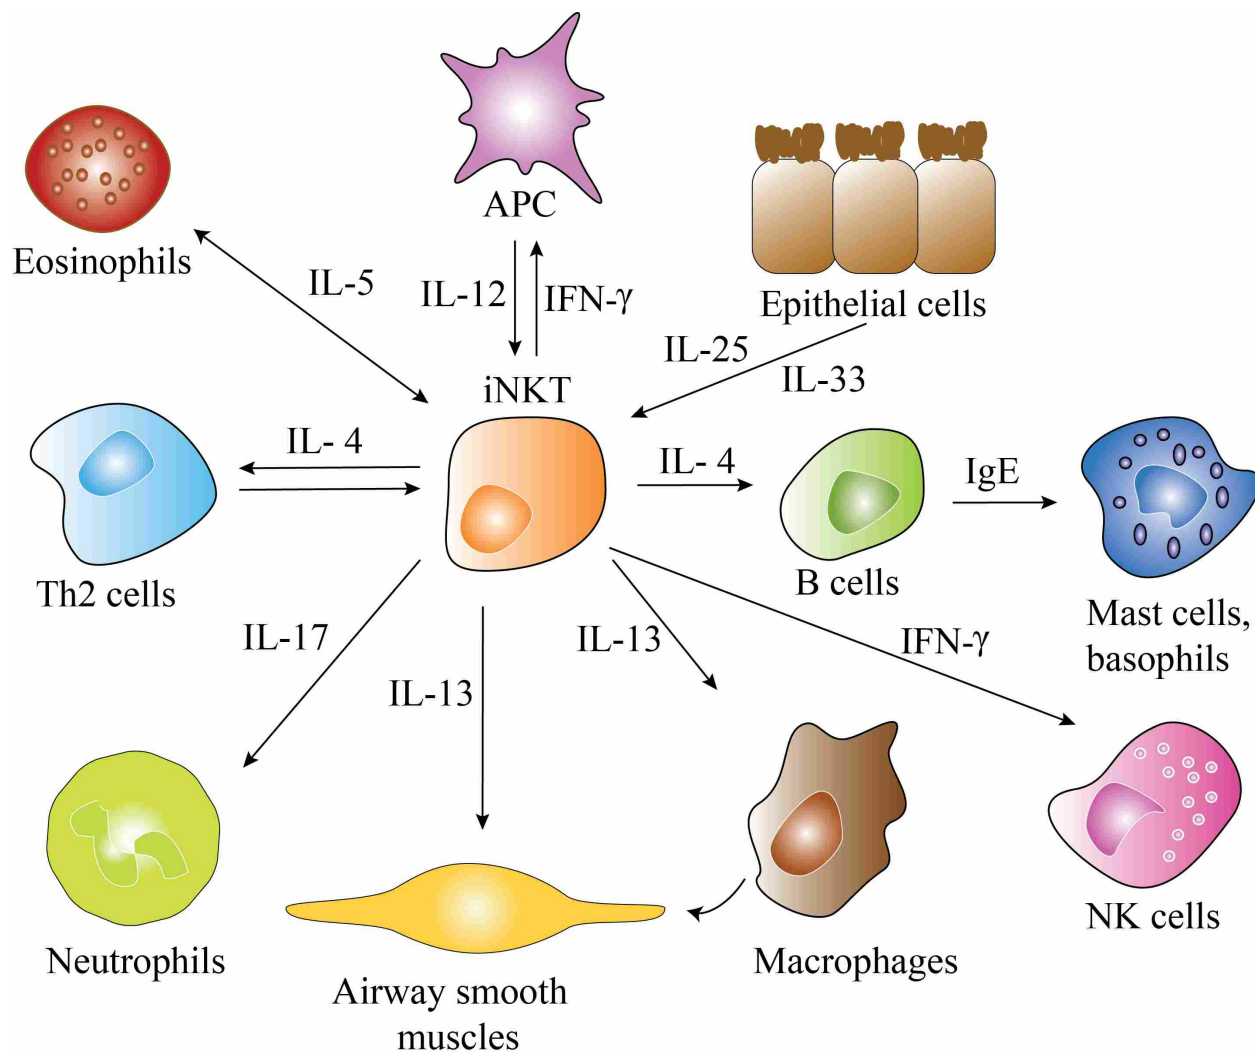 APC
Eosinophils
IL-5
IL-12
IFN-γ
Epithelial cells
IL-25
IL-33
iNKT
IL- 4
IL- 4
IgE
Th2 cells
B cells
Mast cells,
basophils
IL-17
IL-13
IL-13
IFN-γ
Neutrophils
Airway smooth
muscles
Macrophages
NK cells